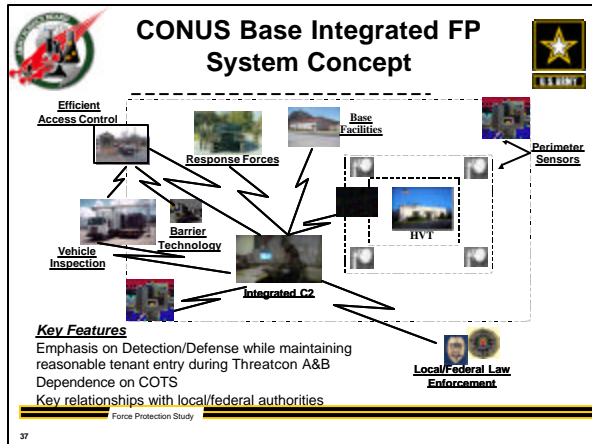 CONUS Base Integrated FP
System Concept
U.S. ARMY
Efficient
Access Control
Response Forces
Base
Facilities
Perimeter
Sensors
Vehicle
Inspection
Barrier
Technology
HVT
Integrated C2
Key Features
Emphasis on Detection/Defense while maintaining
reasonable tenant entry during Threatcon A&B
Dependence on COTS
Key relationships with local/federal authorities
Local/Federal Law
Enforcement
Force Protection Study
37